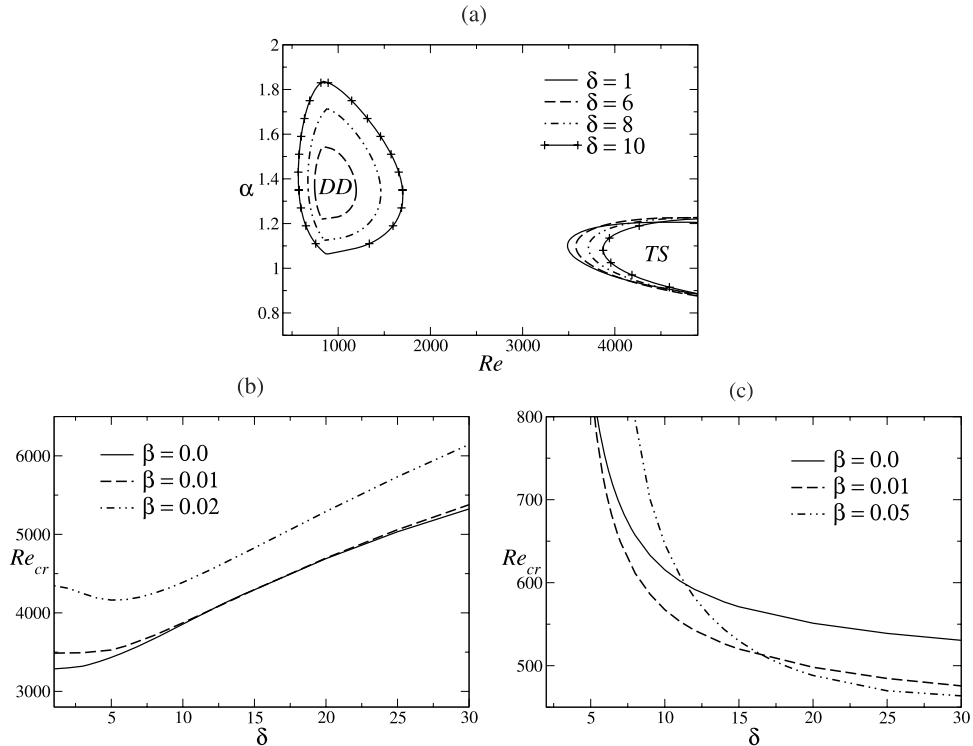 (a)
2
1.8
1.6
1.4
1.2
1
0.8
α
δ = 1
δ = 6
δ = 8
δ = 10
DD
TS
1000 2000 3000 4000
Re
(b)
6000
5000
4000
3000
Re_cr
β = 0.0
β = 0.01
β = 0.02
5 10 15 20 25 30
δ
(c)
800
700
600
500
Re_cr
β = 0.0
β = 0.01
β = 0.05
5 10 15 20 25 30
δ